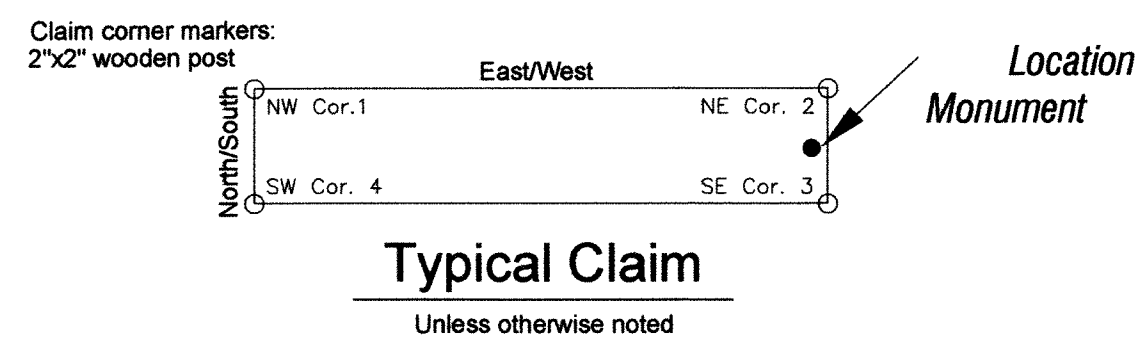 Claim corner markers:
2"x2" wooden post
East/West
Location
Monument
North/South
NW Cor.1
NE Cor. 2
SW Cor. 4
SE Cor. 3
Typical Claim
Unless otherwise noted